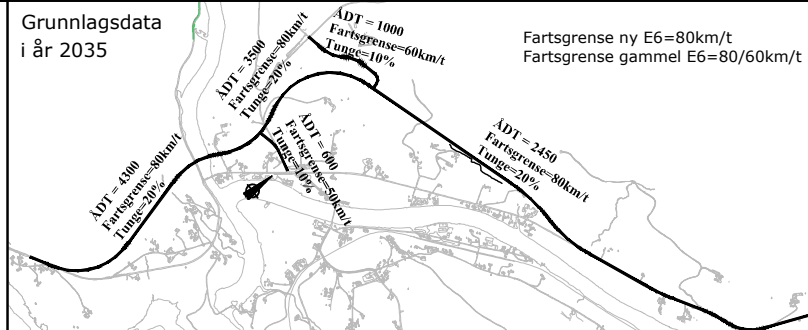 Grunnlagsdata
i år 2035
Fartsgrense ny E6=80km/t
Fartsgrense gammel E6=80/60km/t
ÅDT = 4300
Fartsgrense=80km/t
Tunge=20%
ÅDT = 3500
Fartsgrense=80km/t
Tunge=20%
ÅDT = 1000
Fartsgrense=60km/t
Tunge=10%
ÅDT = 600
Fartsgrense=50km/t
Tunge=10%
ÅDT = 2450
Fartsgrense=80km/t
Tunge=20%